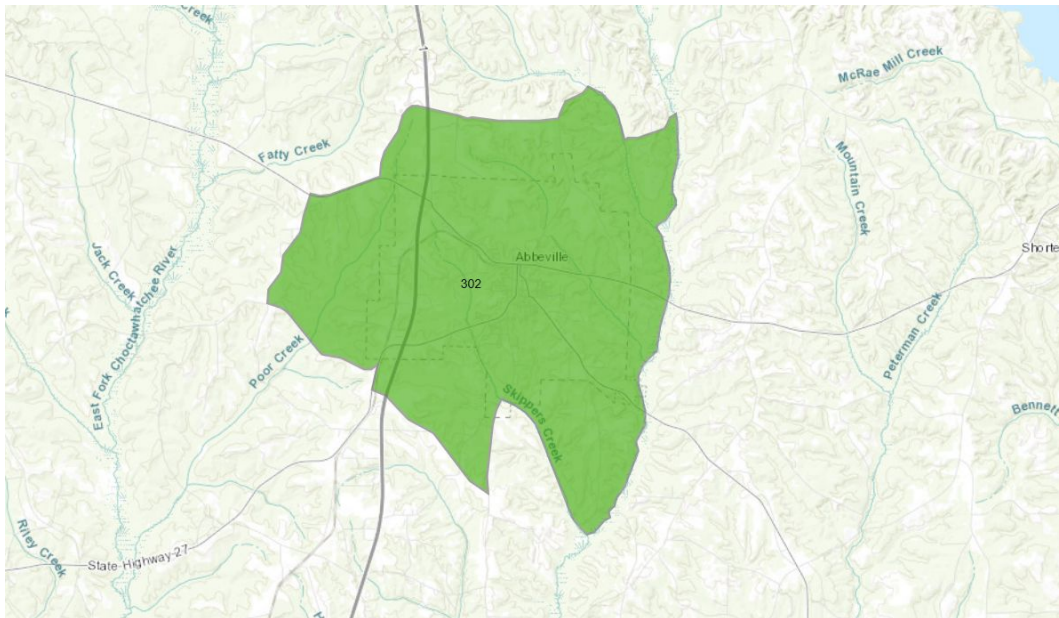 Creek
1
McRae Mill Creek
Fatty Creek
Mountain Creek
Jack Creek
East Fork Choctawhatchee River
Abbeville
Shorte
302
Poor Creek
Peterman Creek
Skippers Creek
Bennett
Riley Creek
State Highway 27
H